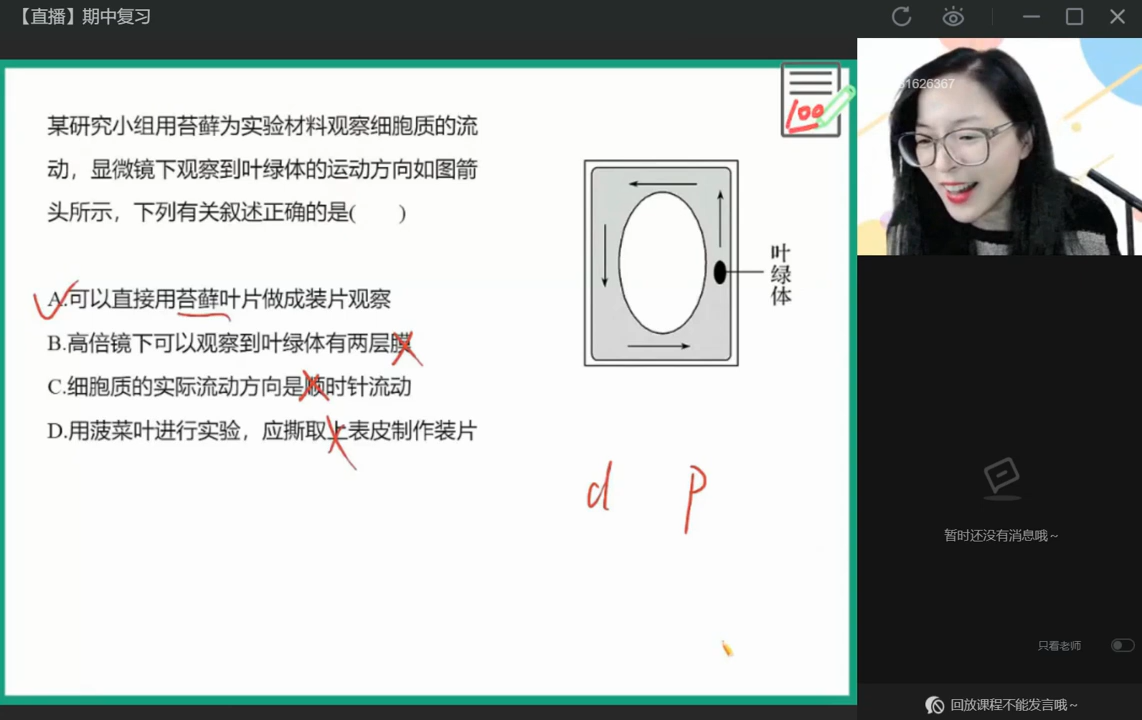 【直播】期中复习
100
某研究小组用苔藓为实验材料观察细胞质的流
动，显微镜下观察到叶绿体的运动方向如图箭
头所示，下列有关叙述正确的是(　　)
叶绿体
A.可以直接用苔藓叶片做成装片观察
B.高倍镜下可以观察到叶绿体有两层膜
C.细胞质的实际流动方向是顺时针流动
D.用菠菜叶进行实验，应撕取上表皮制作装片
d p
暂时还没有消息哦～
只看老师
回放课程不能发言哦～